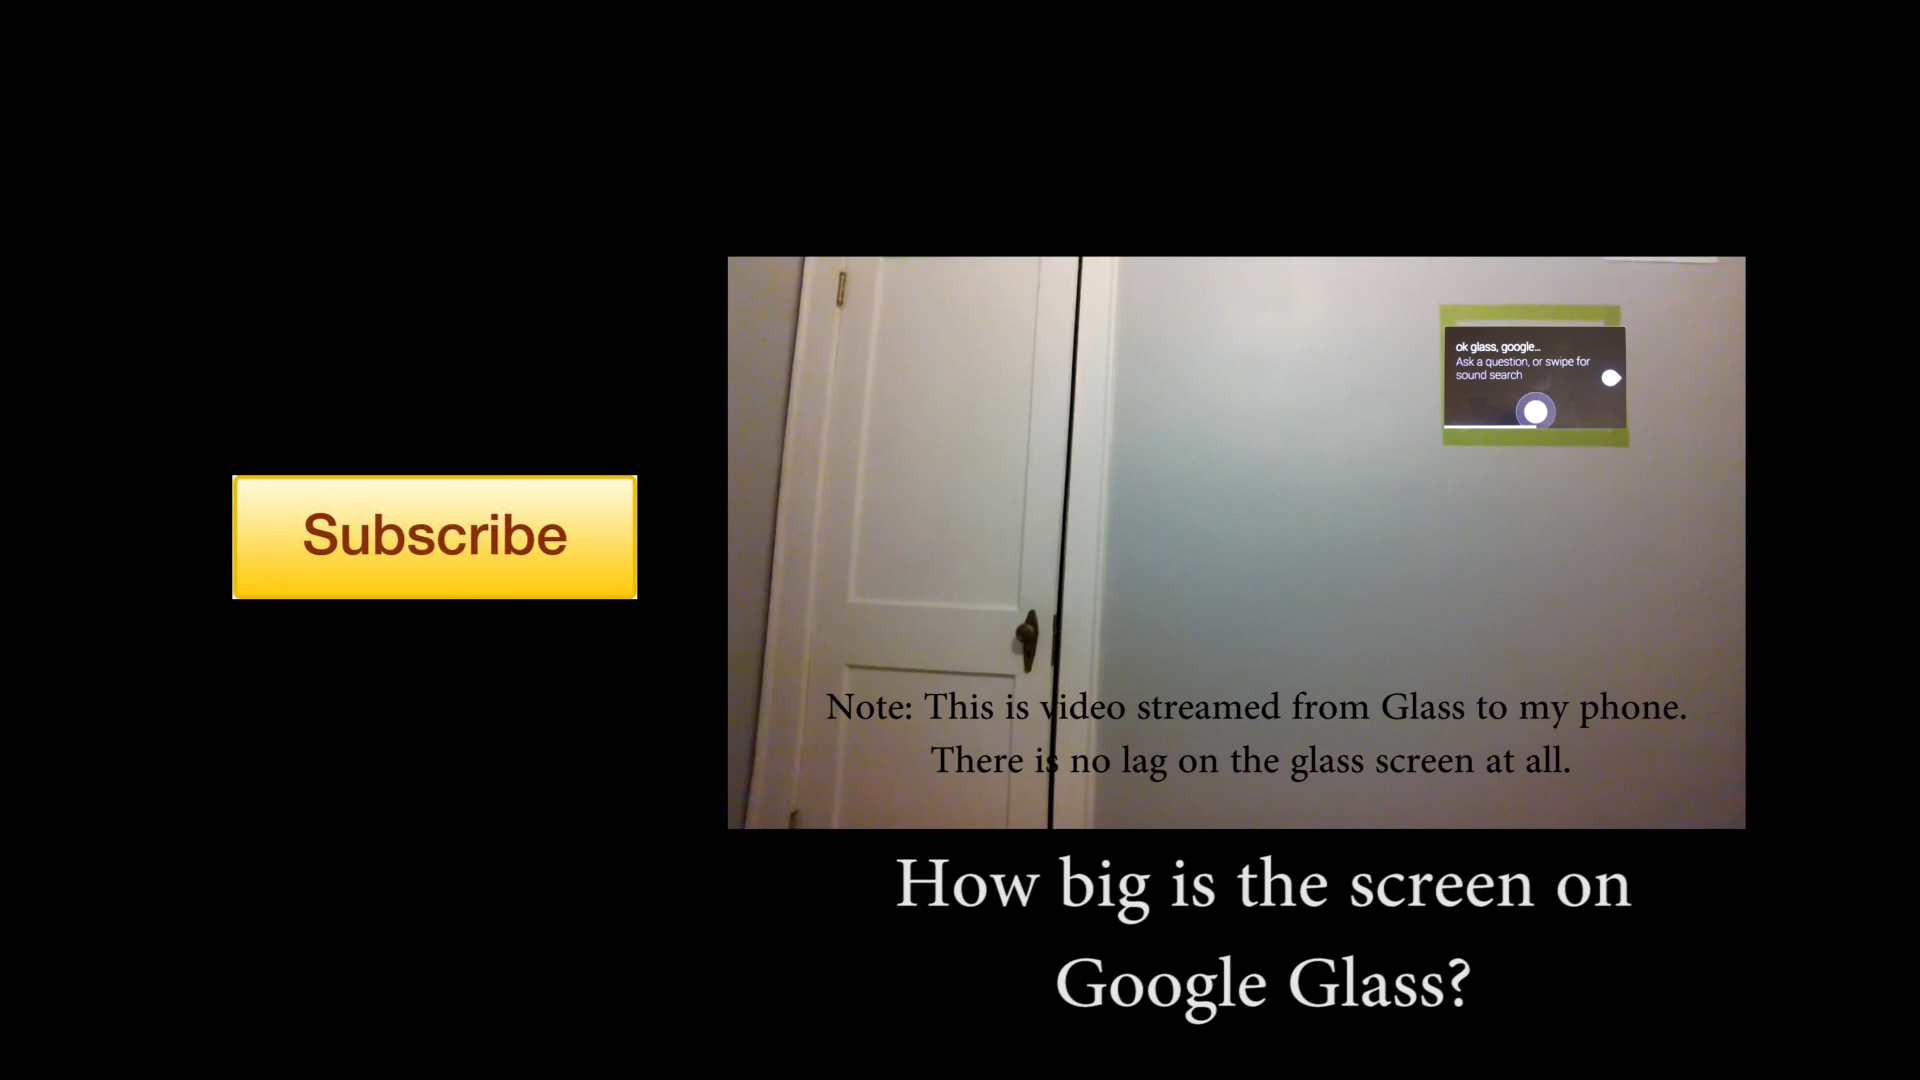 Subscribe
ok glass, google...
Ask a question, or swipe for
sound search
Note: This is video streamed from Glass to my phone.
There is no lag on the glass screen at all.
How big is the screen on
Google Glass?